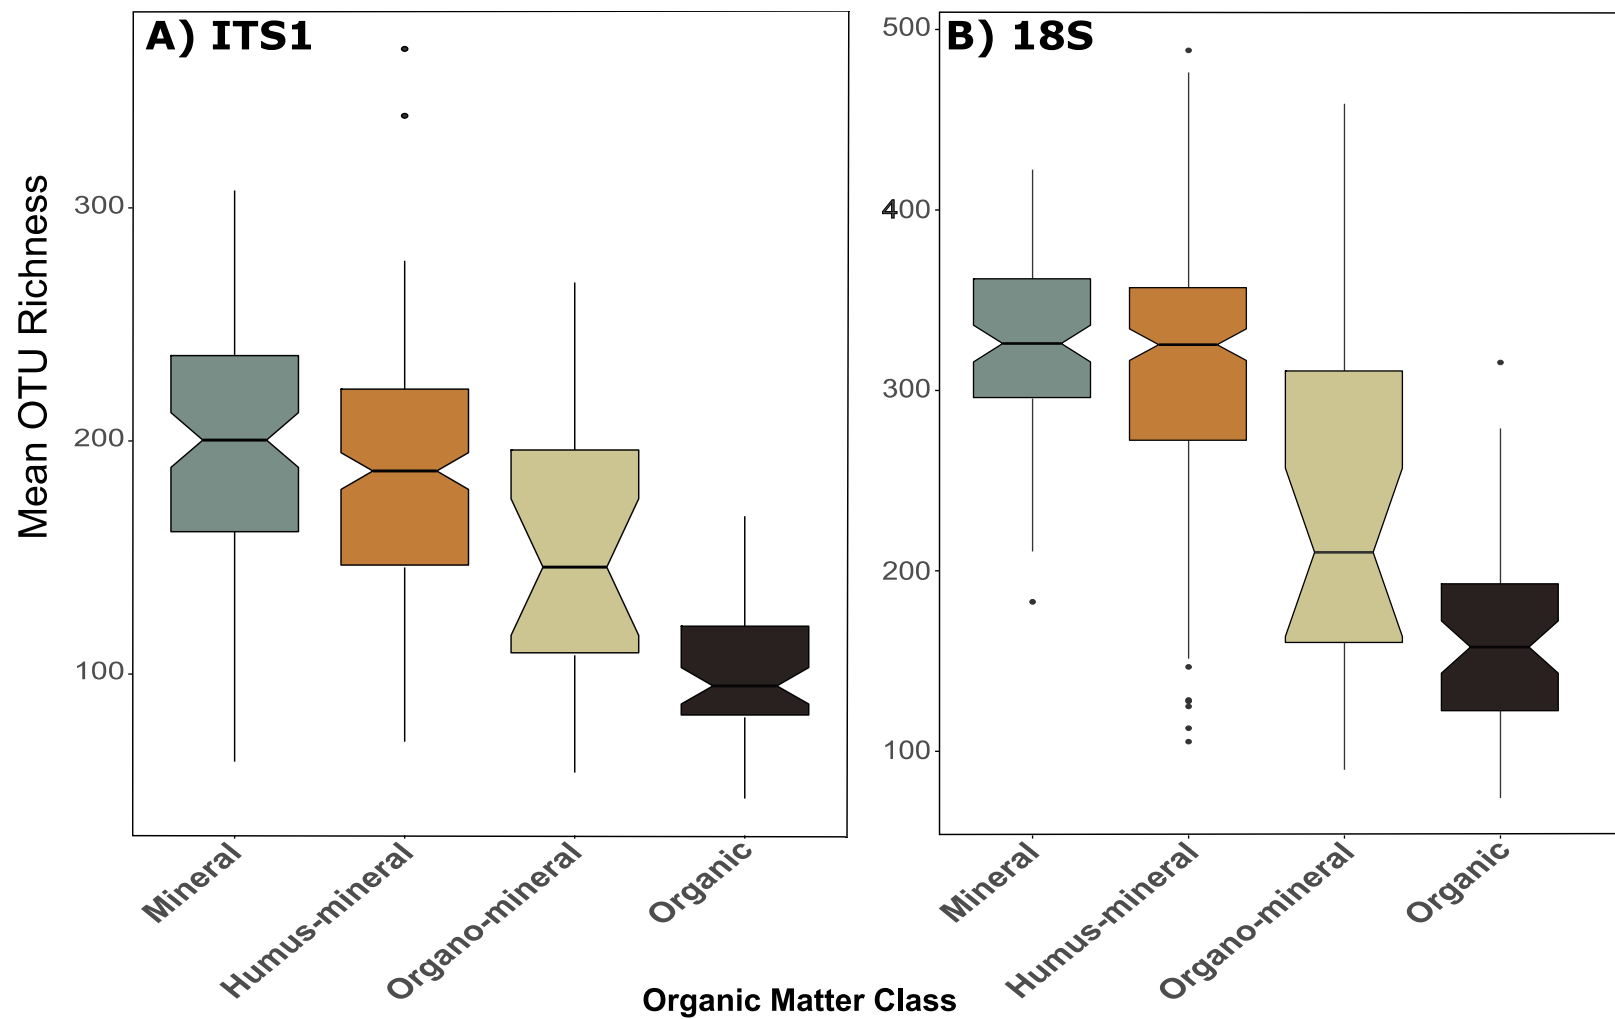 A) ITS1
B) 18S
Mean OTU Richness
300
200
100
500
400
300
200
100
Mineral
Humus-mineral
Organo-mineral
Organic
Mineral
Humus-mineral
Organo-mineral
Organic
Organic Matter Class